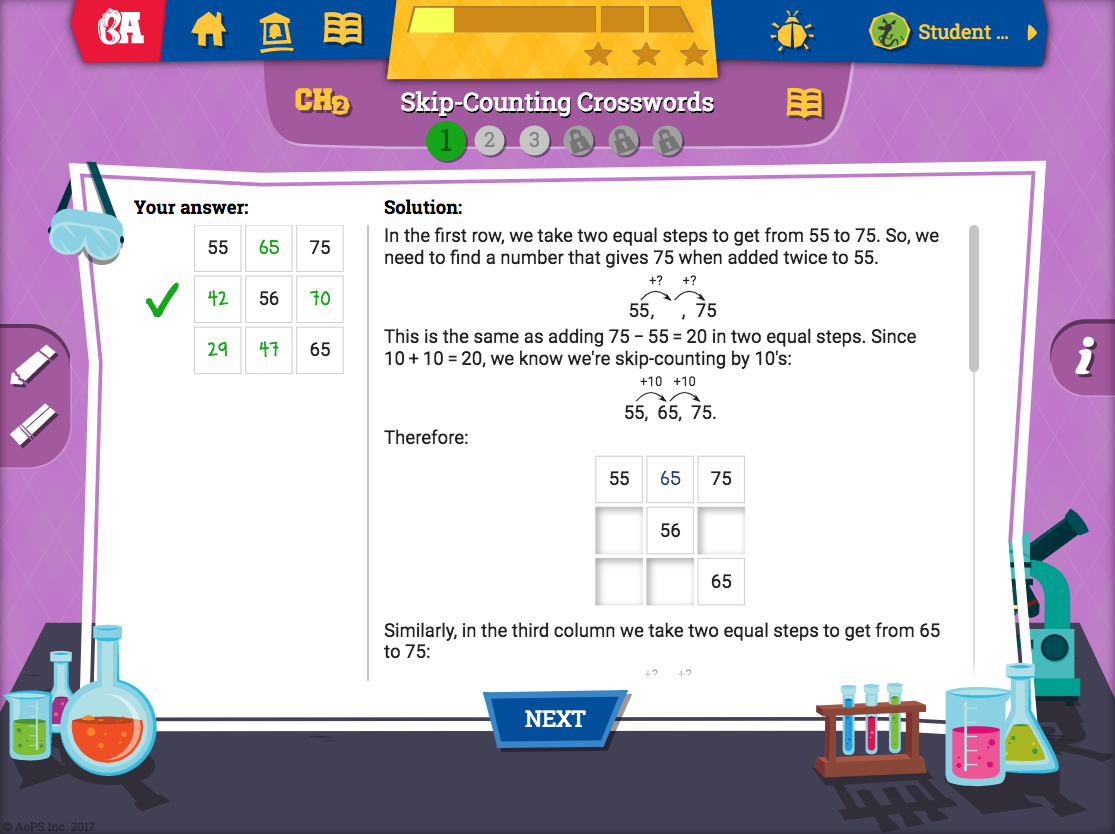 BA
Student ...
CH2
Skip-Counting Crosswords
1 2 3
Your answer:
55 65 75
42 56 70
29 47 65
Solution:
In the first row, we take two equal steps to get from 55 to 75. So, we
need to find a number that gives 75 when added twice to 55.
+? +?
55, , 75
This is the same as adding 75 − 55 = 20 in two equal steps. Since
10 + 10 = 20, we know we're skip-counting by 10's:
+10 +10
55, 65, 75.
Therefore:
55 65 75
56
65
Similarly, in the third column we take two equal steps to get from 65
to 75:
+? +?
i
NEXT
© AoPS Inc. 2017